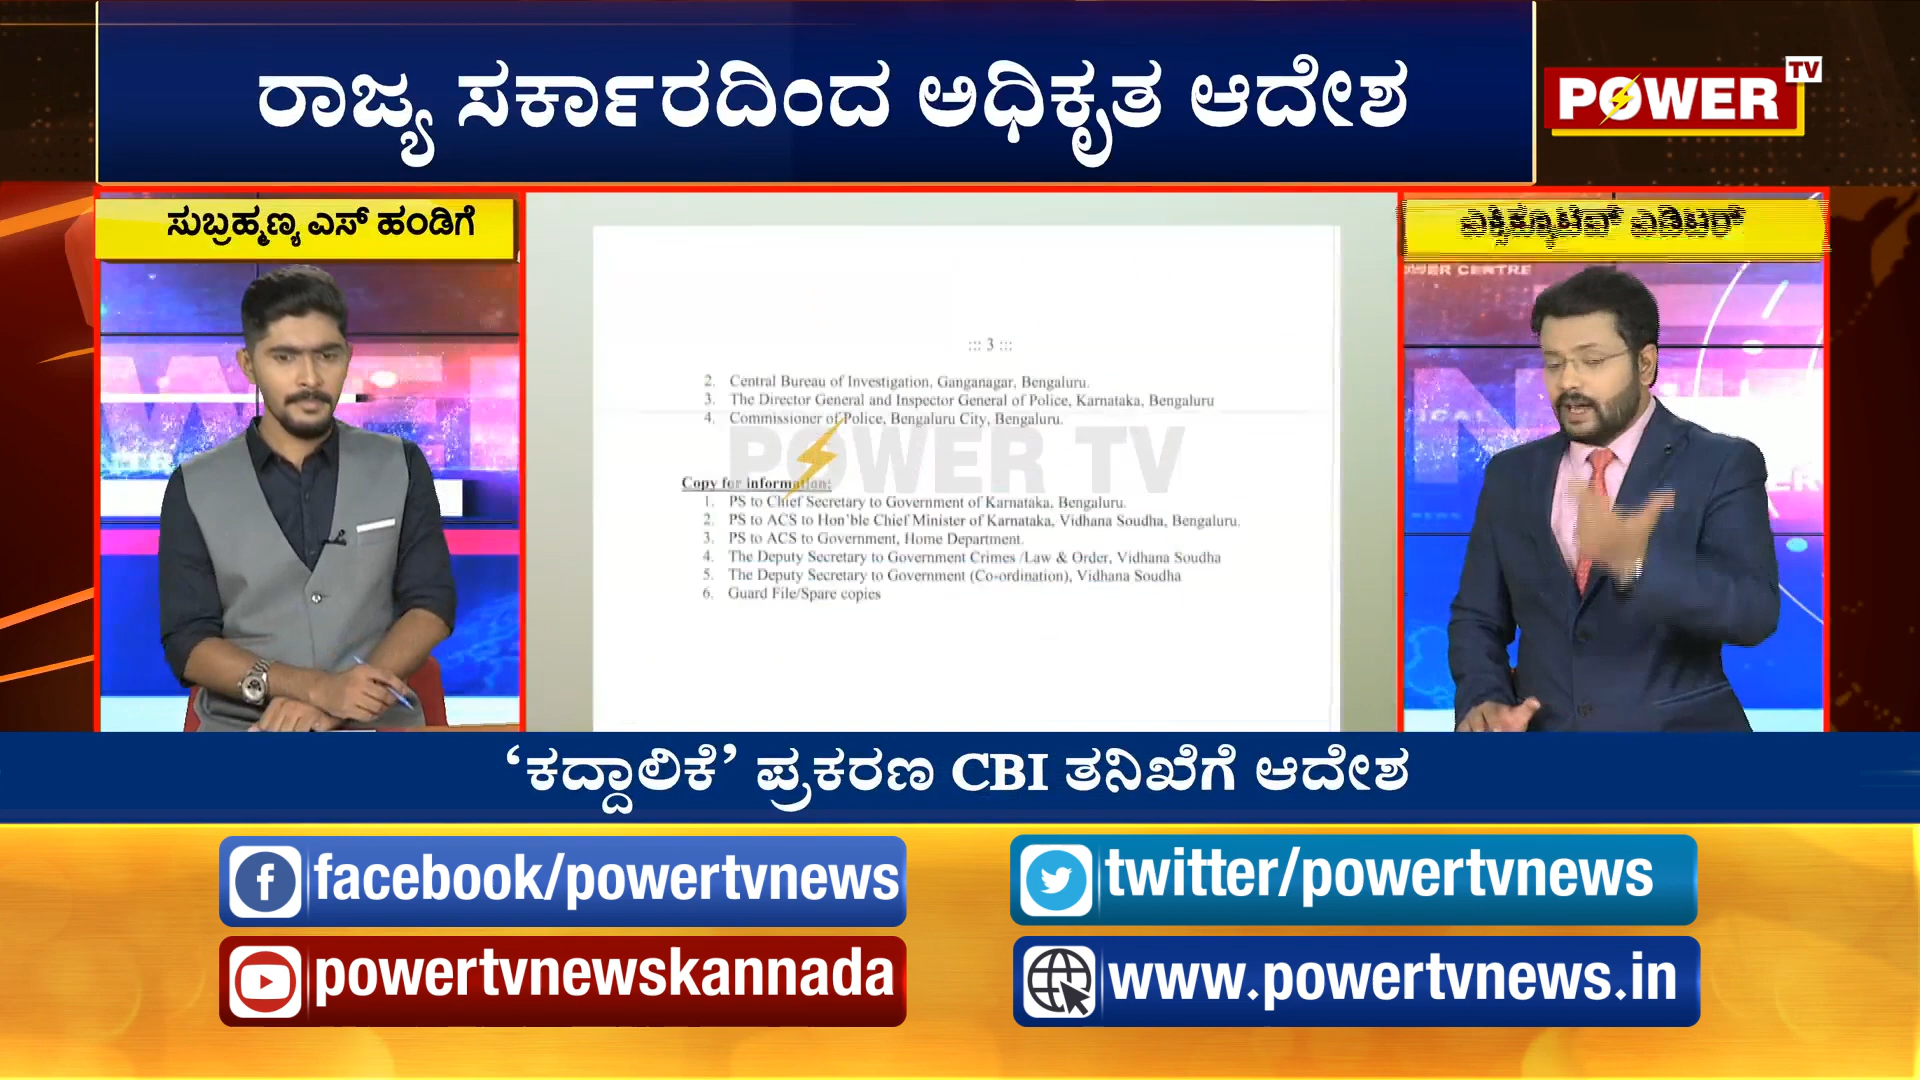 ರಾಜ್ಯ ಸರ್ಕಾರದಿಂದ ಅಧಿಕೃತ ಆದೇಶ
POWER TV
ಸುಬ್ರಹ್ಮಣ್ಯ ಎಸ್ ಹಂಡಿಗೆ
ಎಕ್ಸಿಕ್ಯೂಟಿವ್ ಎಡಿಟರ್
::: 3 :::
2. Central Bureau of Investigation, Ganganagar, Bengaluru.
3. The Director General and Inspector General of Police, Karnataka, Bengaluru
4. Commissioner of Police, Bengaluru City, Bengaluru.
POWER TV
Copy for information:
1. PS to Chief Secretary to Government of Karnataka, Bengaluru.
2. PS to ACS to Hon'ble Chief Minister of Karnataka, Vidhana Soudha, Bengaluru.
3. PS to ACS to Government, Home Department.
4. The Deputy Secretary to Government Crimes /Law & Order, Vidhana Soudha
5. The Deputy Secretary to Government (Co-ordination), Vidhana Soudha
6. Guard File/Spare copies
‘ಕದ್ದಾಲಿಕೆ’ ಪ್ರಕರಣ CBI ತನಿಖೆಗೆ ಆದೇಶ
facebook/powertvnews
twitter/powertvnews
powertvnewskannada
www.powertvnews.in